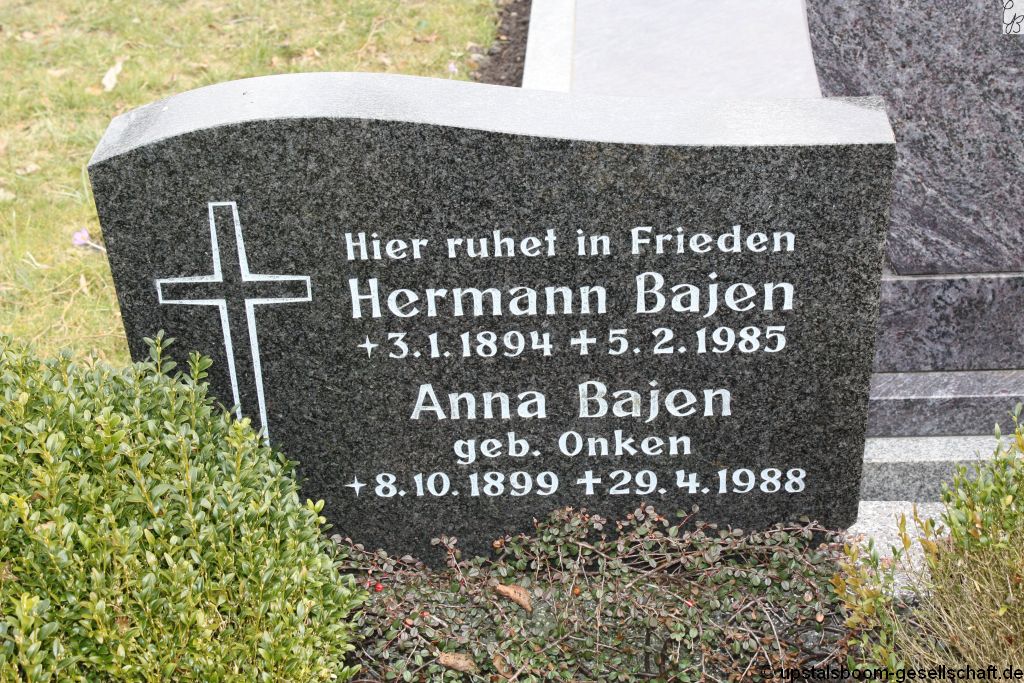 Hier ruhet in Frieden
Hermann Bajen
+3.1.1894 ✝5.2.1985
Anna Bajen
geb. Onken
+8.10.1899 ✝29.4.1988
© upstalsboom-gesellschaft.de